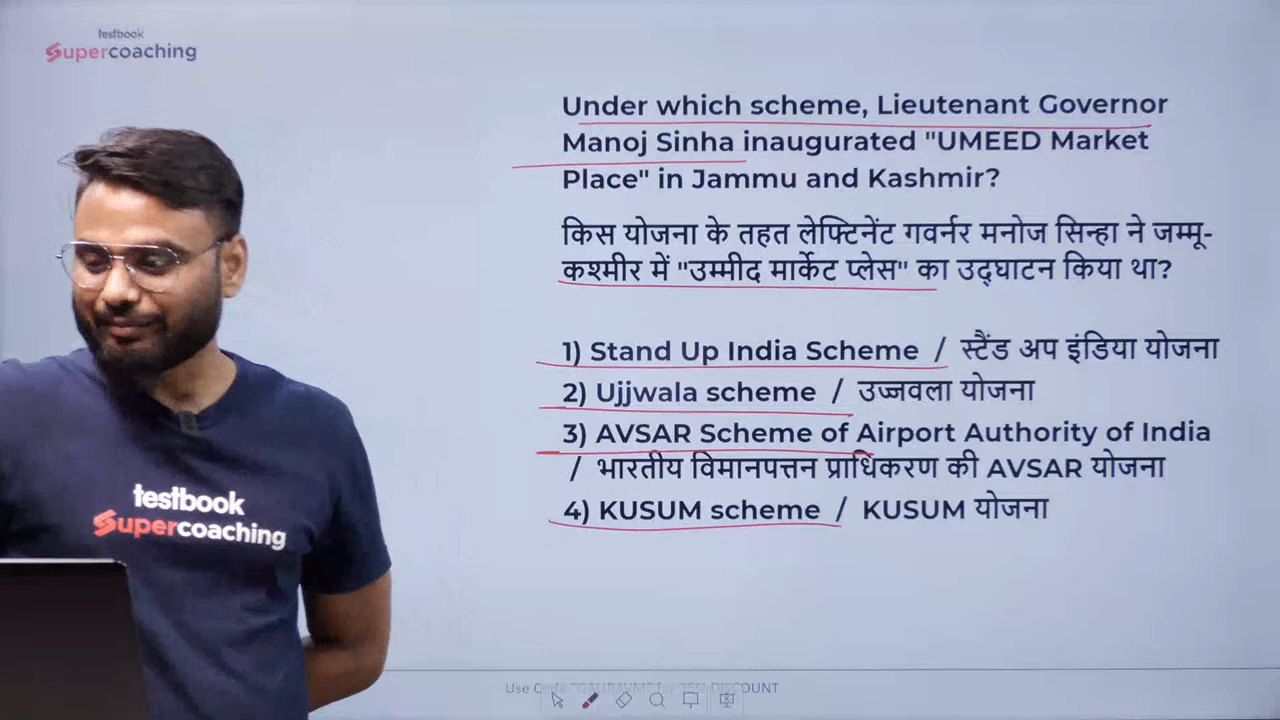 testbook
Supercoaching
Under which scheme, Lieutenant Governor
Manoj Sinha inaugurated "UMEED Market
Place" in Jammu and Kashmir?
किस योजना के तहत लेफ्टिनेंट गवर्नर मनोज सिन्हा ने जम्मू-
कश्मीर में "उम्मीद मार्केट प्लेस" का उद्घाटन किया था?
1) Stand Up India Scheme / स्टैंड अप इंडिया योजना
2) Ujjwala scheme / उज्जवला योजना
3) AVSAR Scheme of Airport Authority of India
/ भारतीय विमानपत्तन प्राधिकरण की AVSAR योजना
4) KUSUM scheme / KUSUM योजना
testbook
Supercoaching
Use